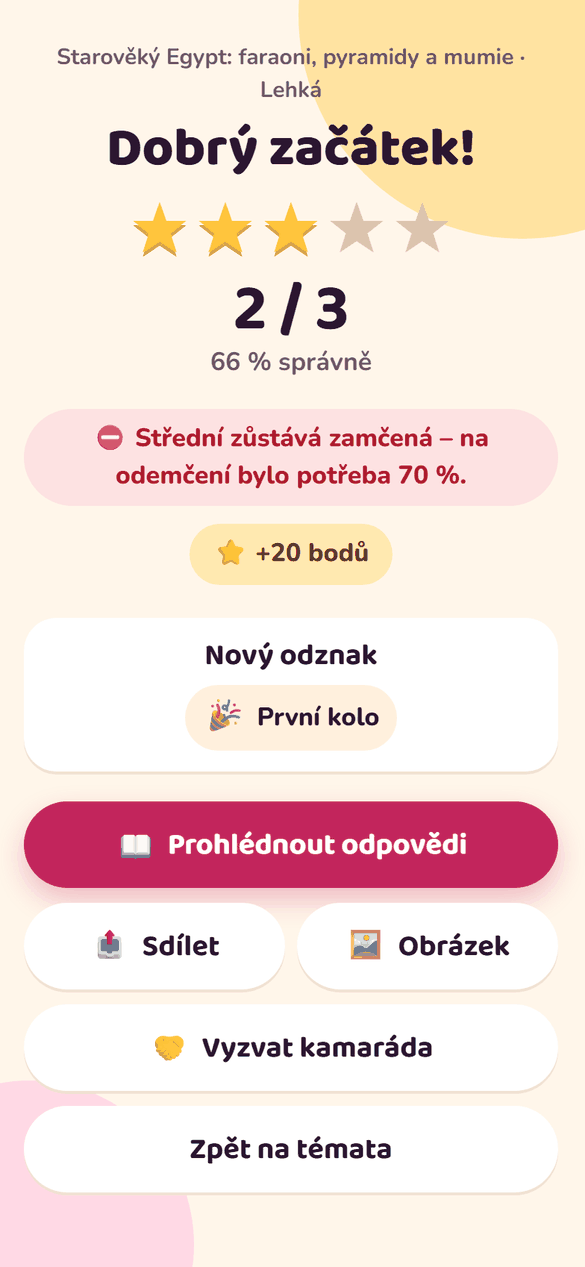 Starověký Egypt: faraoni, pyramidy a mumie ·
Lehká
Dobrý začátek!
2 / 3
66 % správně
Střední zůstává zamčená – na
odemčení bylo potřeba 70 %.
+20 bodů
Nový odznak
První kolo
Prohlédnout odpovědi
Sdílet
Obrázek
Vyzvat kamaráda
Zpět na témata